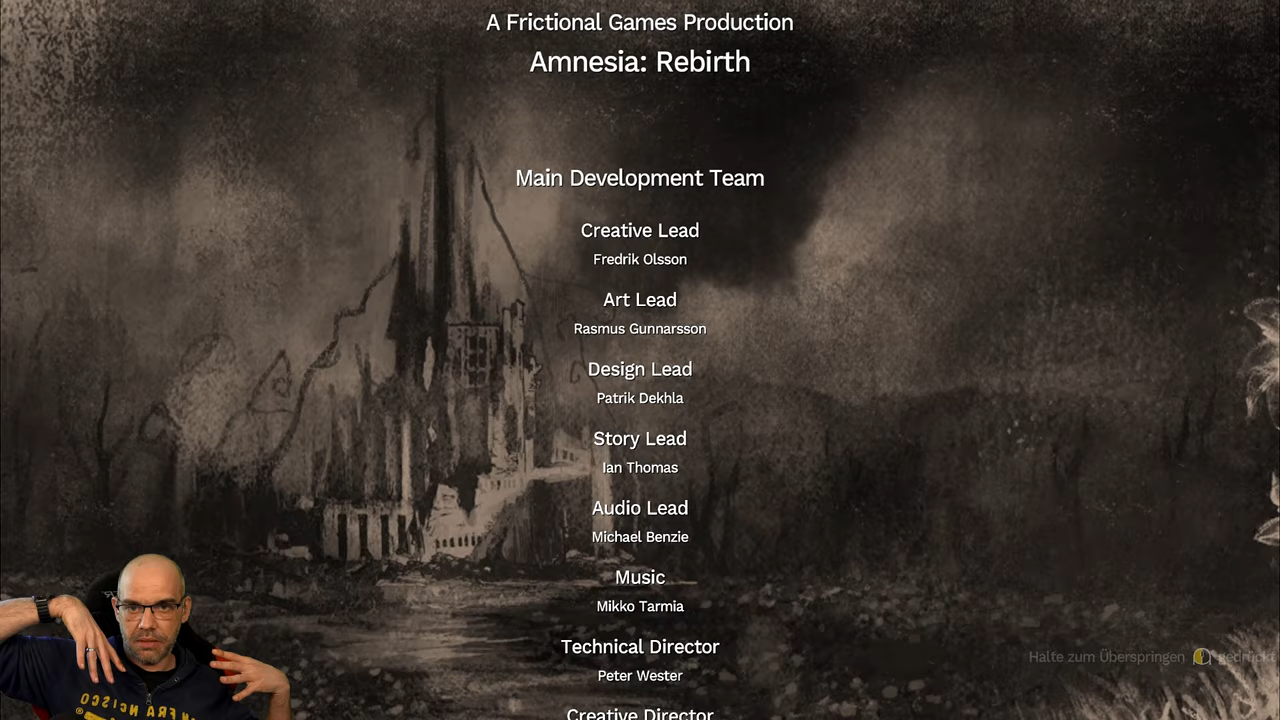 A Frictional Games Production
Amnesia: Rebirth
Main Development Team
Creative Lead
Fredrik Olsson
Art Lead
Rasmus Gunnarsson
Design Lead
Patrik Dekhla
Story Lead
Ian Thomas
Audio Lead
Michael Benzie
Music
Mikko Tarmia
Technical Director
Peter Wester
Halte zum Überspringen gedrückt
Creative Director
FRANCISCO